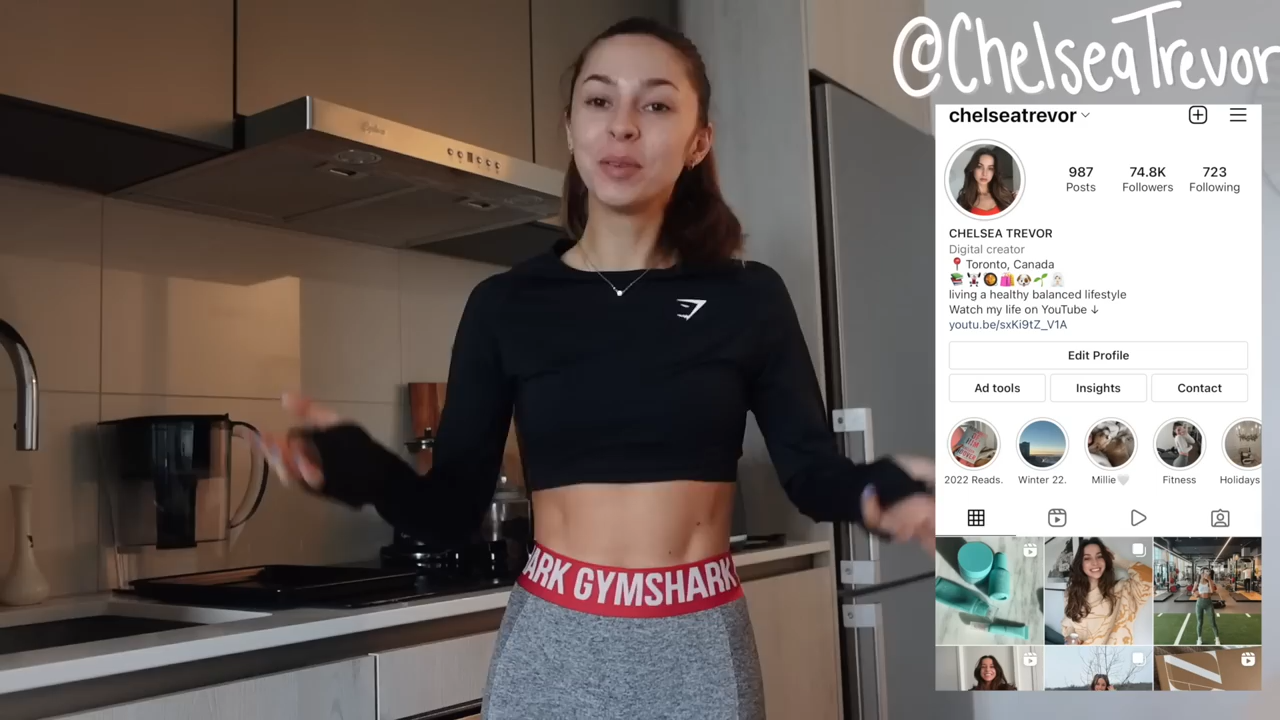 @ChelseaTrevor
chelseatrevor
987
74.8K
723
Posts
Followers
Following
CHELSEA TREVOR
Digital creator
Toronto, Canada
living a healthy balanced lifestyle
Watch my life on YouTube ↓
youtu.be/sxKi9tZ_V1A
Edit Profile
Ad tools
Insights
Contact
2022 Reads.
Winter 22.
Millie🤍
Fitness
Holidays
ARK GYMSHARK